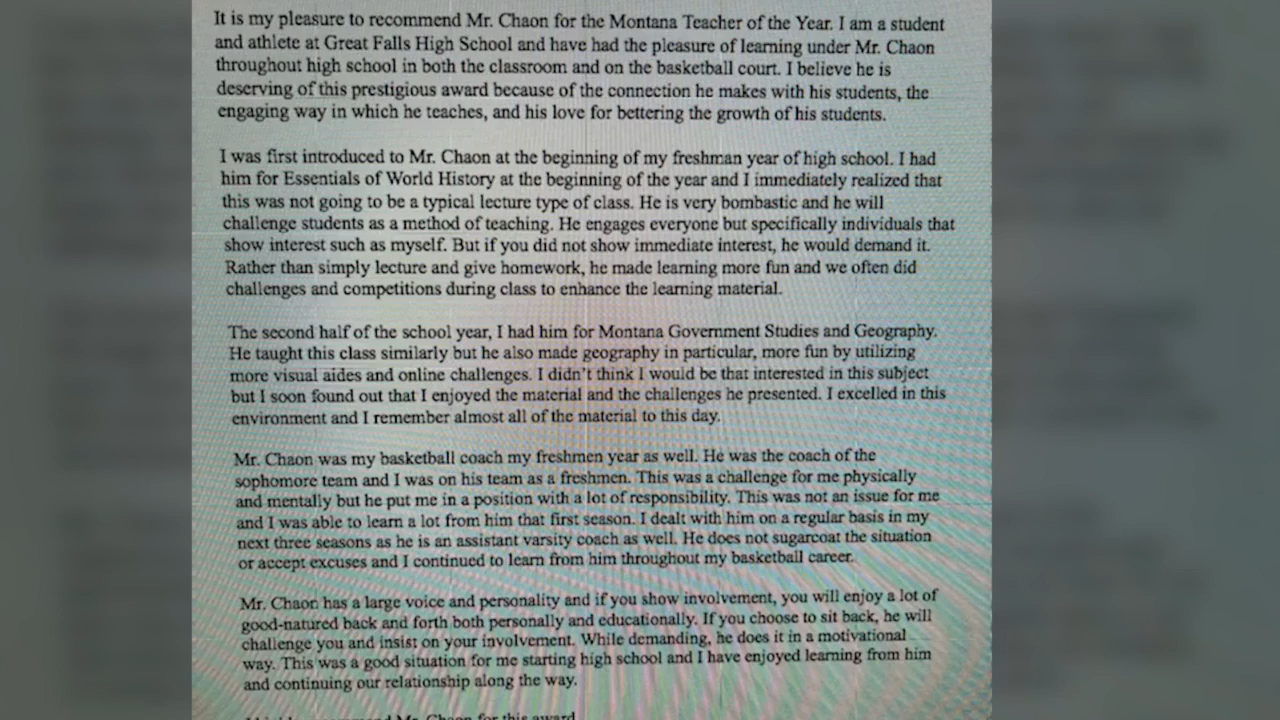 It is my pleasure to recommend Mr. Chaon for the Montana Teacher of the Year. I am a student
and athlete at Great Falls High School and have had the pleasure of learning under Mr. Chaon
throughout high school in both the classroom and on the basketball court. I believe he is
deserving of this prestigious award because of the connection he makes with his students, the
engaging way in which he teaches, and his love for bettering the growth of his students.
I was first introduced to Mr. Chaon at the beginning of my freshman year of high school. I had
him for Essentials of World History at the beginning of the year and I immediately realized that
this was not going to be a typical lecture type of class. He is very bombastic and he will
challenge students as a method of teaching. He engages everyone but specifically individuals that
show interest such as myself. But if you did not show immediate interest, he would demand it.
Rather than simply lecture and give homework, he made learning more fun and we often did
challenges and competitions during class to enhance the learning material.
The second half of the school year, I had him for Montana Government Studies and Geography.
He taught this class similarly but he also made geography in particular, more fun by utilizing
more visual aides and online challenges. I didn't think I would be that interested in this subject
but I soon found out that I enjoyed the material and the challenges he presented. I excelled in this
environment and I remember almost all of the material to this day.
Mr. Chaon was my basketball coach my freshmen year as well. He was the coach of the
sophomore team and I was on his team as a freshmen. This was a challenge for me physically
and mentally but he put me in a position with a lot of responsibility. This was not an issue for me
and I was able to learn a lot from him that first season. I dealt with him on a regular basis in my
next three seasons as he is an assistant varsity coach as well. He does not sugarcoat the situation
or accept excuses and I continued to learn from him throughout my basketball career.
Mr. Chaon has a large voice and personality and if you show involvement, you will enjoy a lot of
good-natured back and forth both personally and educationally. If you choose to sit back, he will
challenge you and insist on your involvement. While demanding, he does it in a motivational
way. This was a good situation for me starting high school and I have enjoyed learning from him
and continuing our relationship along the way.
Mr. Chaon for this award